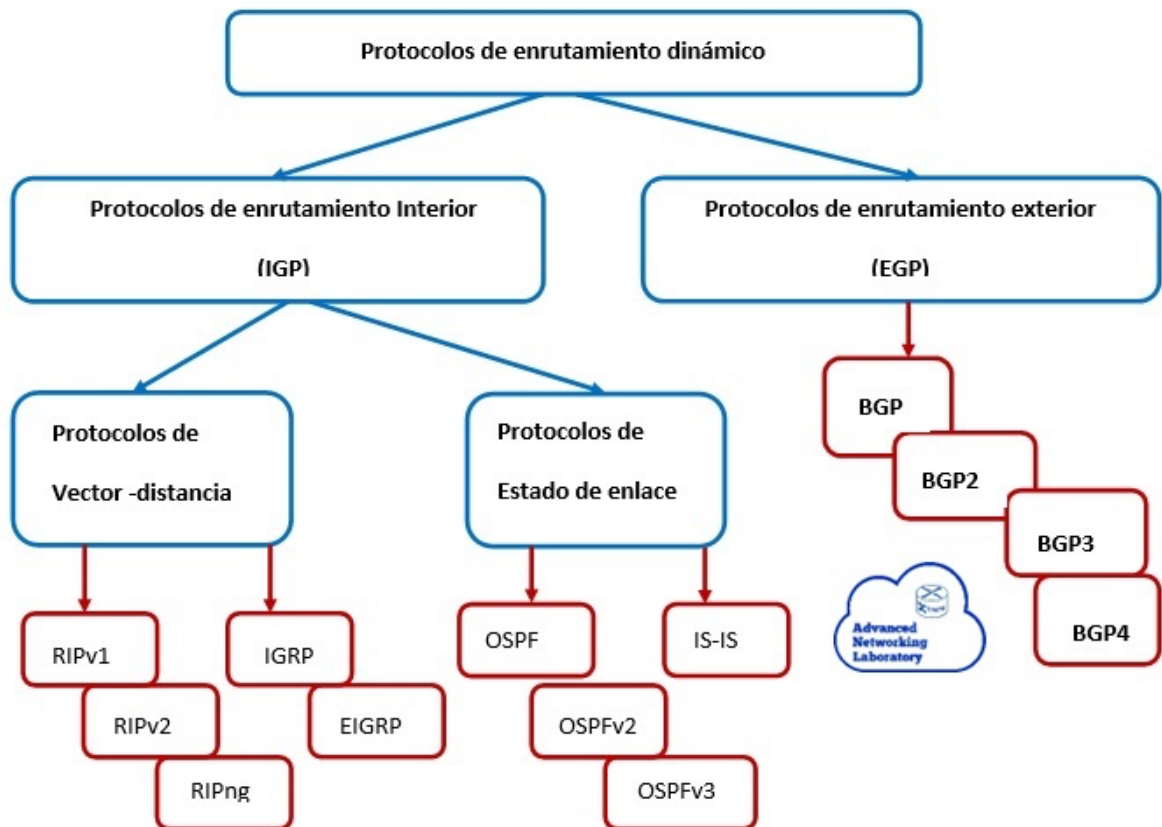 Protocolos de enrutamiento dinámico
Protocolos de enrutamiento Interior
(IGP)
Protocolos de enrutamiento exterior
(EGP)
Protocolos de
Vector -distancia
Protocolos de
Estado de enlace
BGP
BGP2
BGP3
BGP4
RIPv1
RIPv2
RIPng
IGRP
EIGRP
OSPF
OSPFv2
OSPFv3
IS-IS
Advanced
Networking
Laboratory